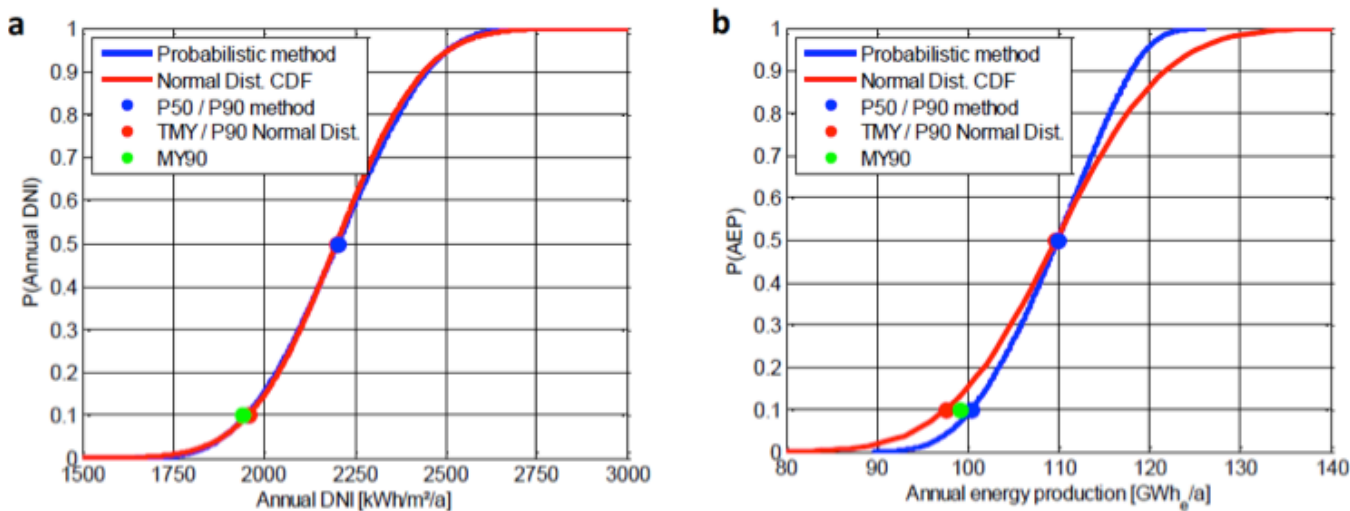 a
1
0.9
0.8
0.7
0.6
0.5
0.4
0.3
0.2
0.1
0
P(Annual DNI)
Probabilistic method
Normal Dist. CDF
P50 / P90 method
TMY / P90 Normal Dist.
MY90
1500 1750 2000 2250 2500 2750 3000
Annual DNI [kWh/m²/a]
b
1
0.9
0.8
0.7
0.6
0.5
0.4
0.3
0.2
0.1
0
P(AEP)
Probabilistic method
Normal Dist. CDF
P50 / P90 method
TMY / P90 Normal Dist.
MY90
80 90 100 110 120 130 140
Annual energy production [GWhₑ/a]